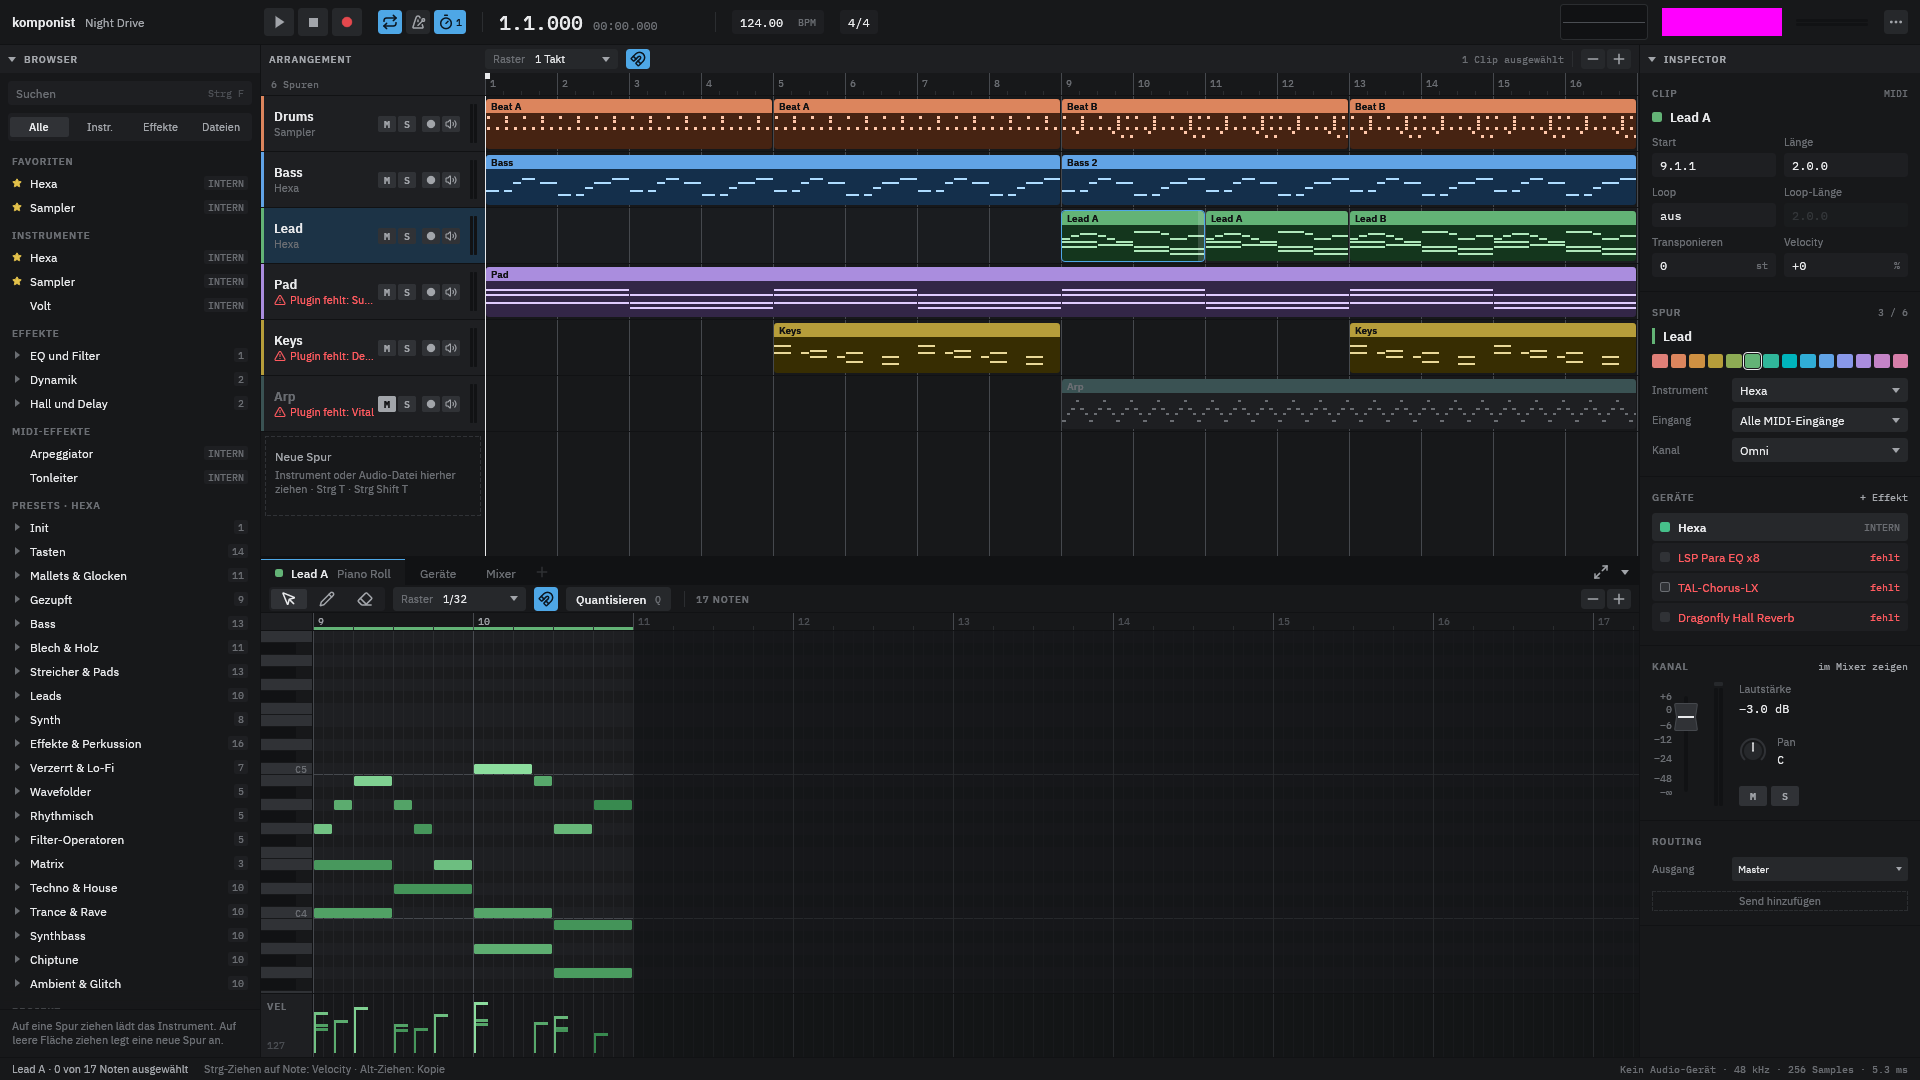 komponist Night Drive
1
1.1.000 00:00.000
124.00 BPM
4/4
BROWSER
Suchen Strg F
Alle Instr. Effekte Dateien
FAVORITEN
Hexa INTERN
Sampler INTERN
INSTRUMENTE
Hexa INTERN
Sampler INTERN
Volt INTERN
EFFEKTE
EQ und Filter 1
Dynamik 2
Hall und Delay 2
MIDI-EFFEKTE
Arpeggiator INTERN
Tonleiter INTERN
PRESETS · HEXA
Init 1
Tasten 14
Mallets & Glocken 11
Gezupft 9
Bass 13
Blech & Holz 11
Streicher & Pads 13
Leads 10
Synth 8
Effekte & Perkussion 16
Verzerrt & Lo-Fi 7
Wavefolder 5
Rhythmisch 5
Filter-Operatoren 5
Matrix 3
Techno & House 10
Trance & Rave 10
Synthbass 10
Chiptune 10
Ambient & Glitch 10
Auf eine Spur ziehen lädt das Instrument. Auf
leere Fläche ziehen legt eine neue Spur an.
ARRANGEMENT
Raster 1 Takt
1 Clip ausgewählt
6 Spuren
1 2 3 4 5 6 7 8 9 10 11 12 13 14 15 16
Drums
Sampler
M S
Beat A Beat A Beat B Beat B
Bass
Hexa
M S
Bass Bass 2
Lead
Hexa
M S
Lead A Lead A Lead B
Pad
Plugin fehlt: Su...
M S
Pad
Keys
Plugin fehlt: De...
M S
Keys Keys
Arp
Plugin fehlt: Vital
M S
Arp
Neue Spur
Instrument oder Audio-Datei hierher
ziehen · Strg T · Strg Shift T
Lead A Piano Roll Geräte Mixer
Raster 1/32
Quantisieren Q
17 NOTEN
9 10 11 12 13 14 15 16 17
C5
C4
VEL
127
INSPECTOR
CLIP MIDI
Lead A
Start Länge
9.1.1 2.0.0
Loop Loop-Länge
aus 2.0.0
Transponieren Velocity
0 st +0 %
SPUR 3 / 6
Lead
Instrument Hexa
Eingang Alle MIDI-Eingänge
Kanal Omni
GERÄTE + Effekt
Hexa INTERN
LSP Para EQ x8 fehlt
TAL-Chorus-LX fehlt
Dragonfly Hall Reverb fehlt
KANAL im Mixer zeigen
+6
0
−6
−12
−24
−48
−∞
Lautstärke
−3.0 dB
Pan
C
M S
ROUTING
Ausgang Master
Send hinzufügen
Lead A · 0 von 17 Noten ausgewählt Strg-Ziehen auf Note: Velocity · Alt-Ziehen: Kopie
Kein Audio-Gerät · 48 kHz · 256 Samples · 5.3 ms